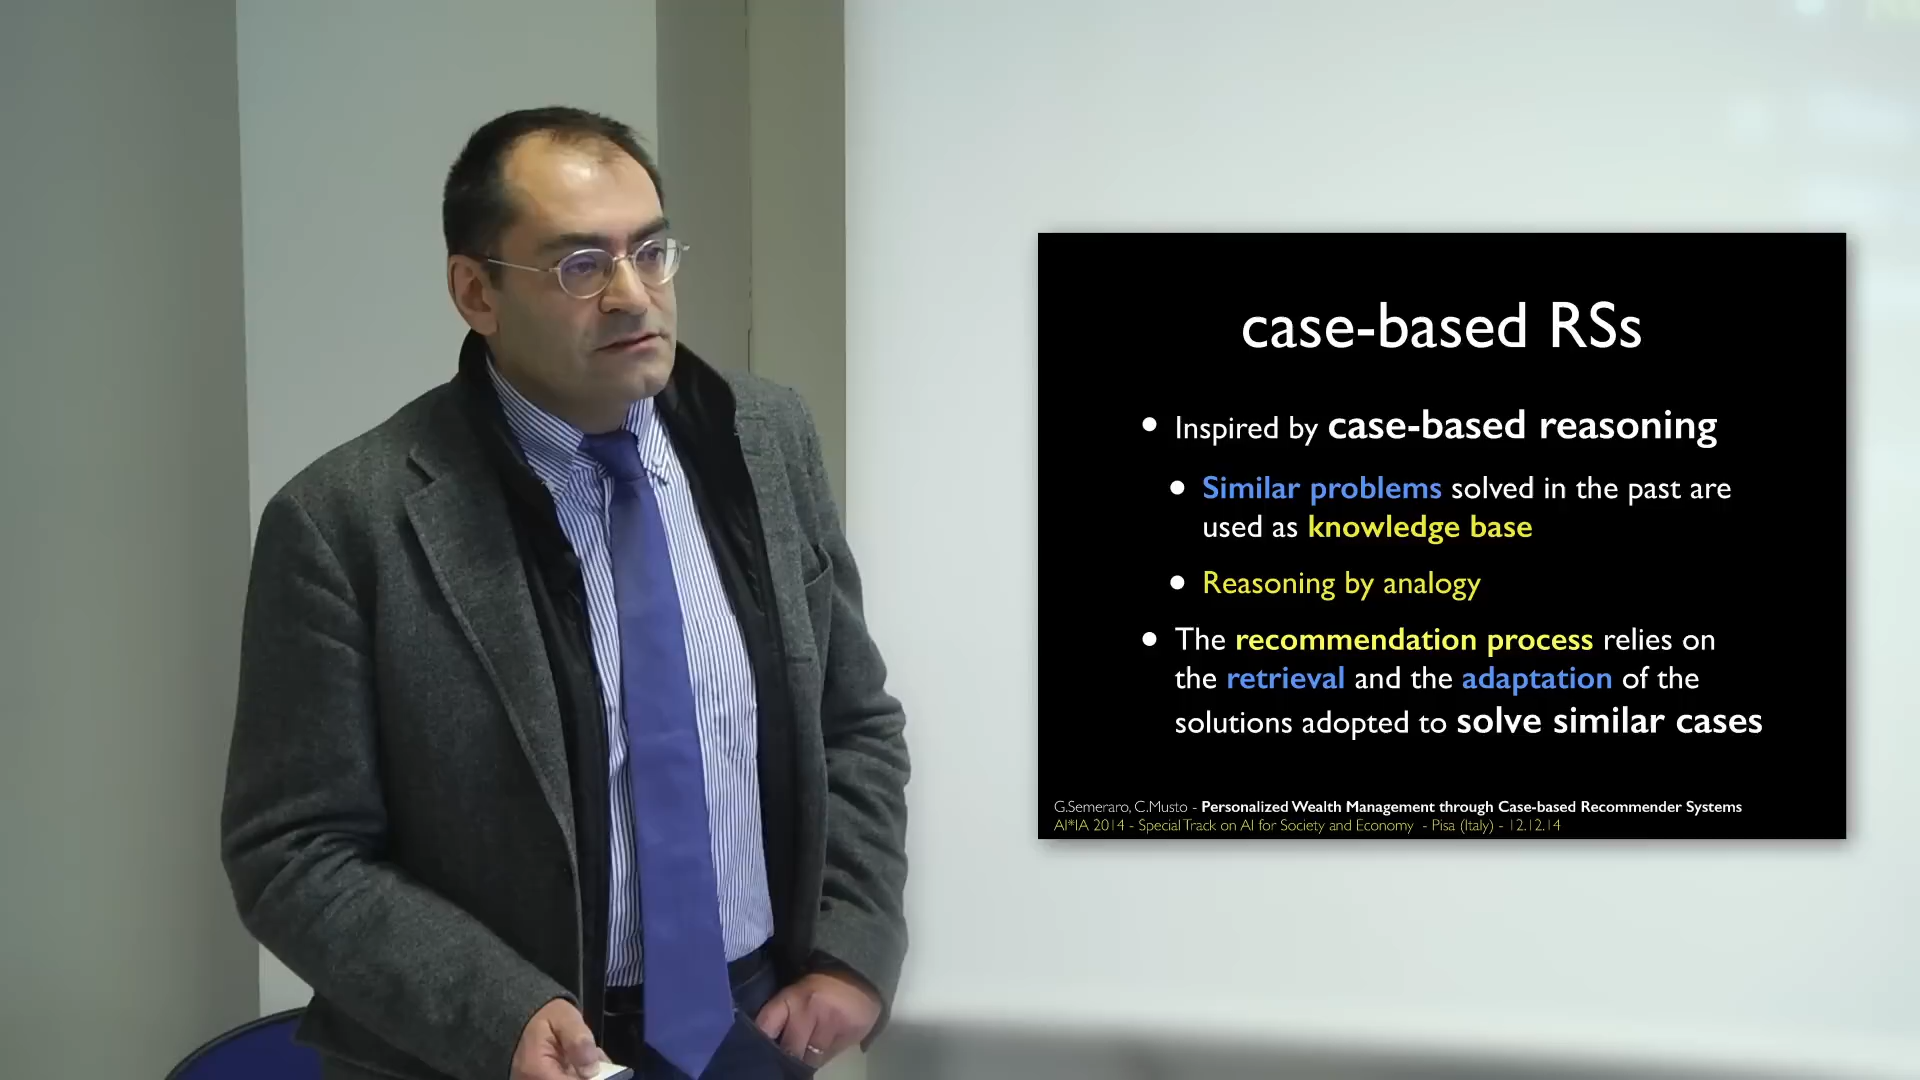 case-based RSs
• Inspired by case-based reasoning
• Similar problems solved in the past are
used as knowledge base
• Reasoning by analogy
• The recommendation process relies on
the retrieval and the adaptation of the
solutions adopted to solve similar cases
G.Semeraro, C.Musto - Personalized Wealth Management through Case-based Recommender Systems
AI*IA 2014 - Special Track on AI for Society and Economy - Pisa (Italy) - 12.12.14